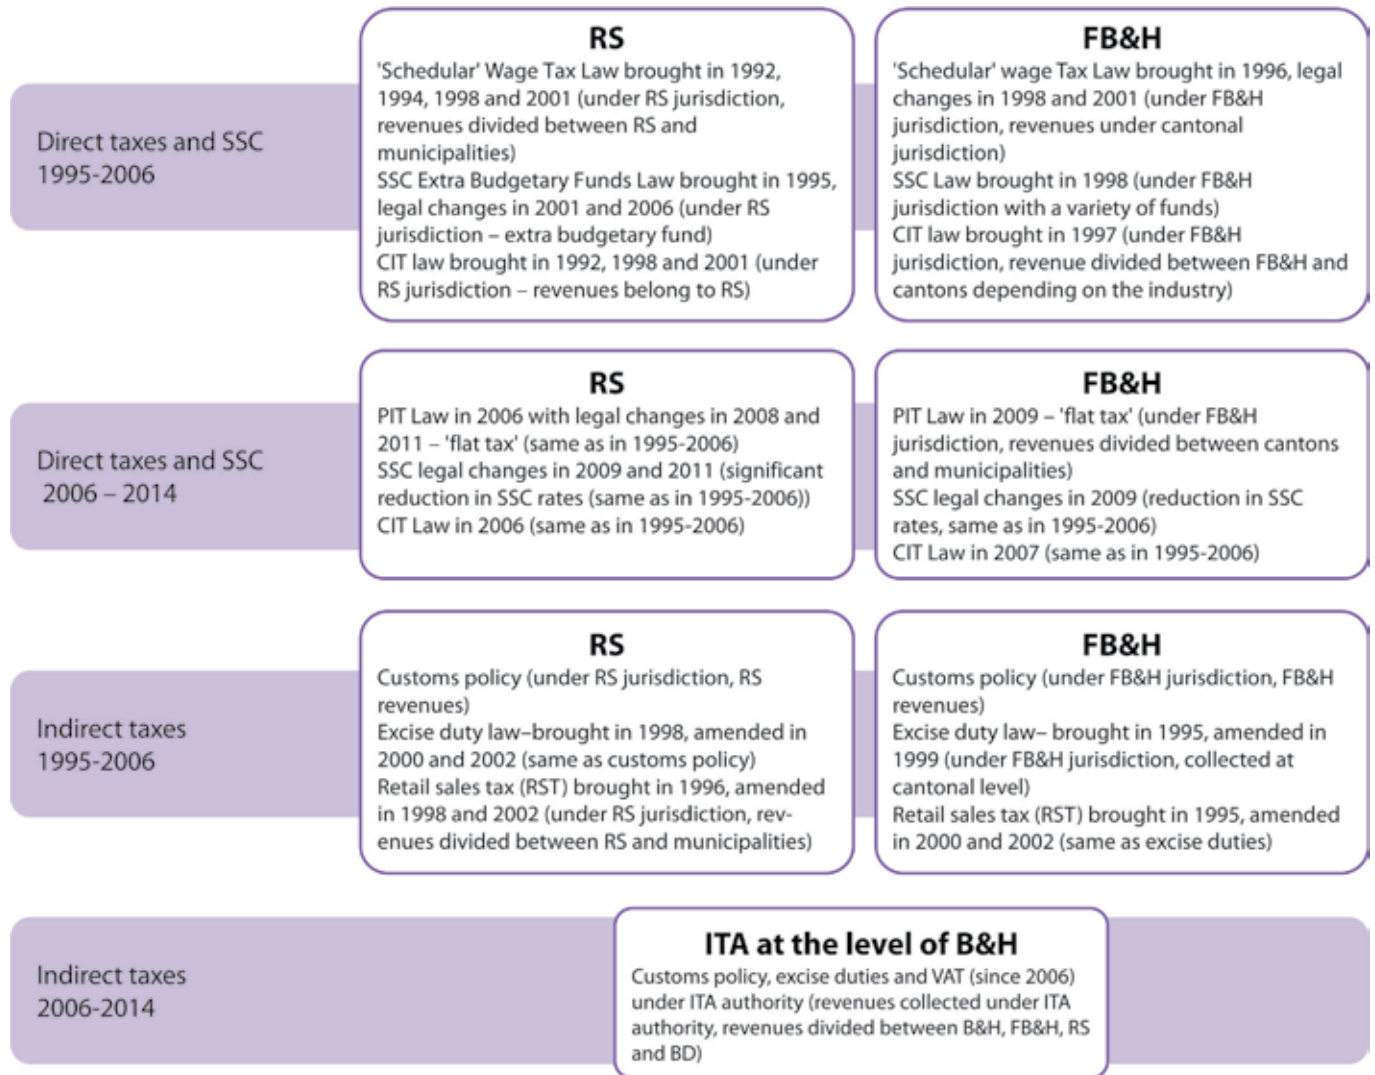 Direct taxes and SSC
1995-2006
RS
'Schedular' Wage Tax Law brought in 1992,
1994, 1998 and 2001 (under RS jurisdiction,
revenues divided between RS and
municipalities)
SSC Extra Budgetary Funds Law brought in 1995,
legal changes in 2001 and 2006 (under RS
jurisdiction – extra budgetary fund)
CIT law brought in 1992, 1998 and 2001 (under
RS jurisdiction – revenues belong to RS)
FB&H
'Schedular' wage Tax Law brought in 1996, legal
changes in 1998 and 2001 (under FB&H
jurisdiction, revenues under cantonal
jurisdiction)
SSC Law brought in 1998 (under FB&H
jurisdiction with a variety of funds)
CIT law brought in 1997 (under FB&H
jurisdiction, revenue divided between FB&H and
cantons depending on the industry)
Direct taxes and SSC
2006 – 2014
RS
PIT Law in 2006 with legal changes in 2008 and
2011 – 'flat tax' (same as in 1995-2006)
SSC legal changes in 2009 and 2011 (significant
reduction in SSC rates (same as in 1995-2006))
CIT Law in 2006 (same as in 1995-2006)
FB&H
PIT Law in 2009 – 'flat tax' (under FB&H
jurisdiction, revenues divided between cantons
and municipalities)
SSC legal changes in 2009 (reduction in SSC
rates, same as in 1995-2006)
CIT Law in 2007 (same as in 1995-2006)
Indirect taxes
1995-2006
RS
Customs policy (under RS jurisdiction, RS
revenues)
Excise duty law–brought in 1998, amended in
2000 and 2002 (same as customs policy)
Retail sales tax (RST) brought in 1996, amended
in 1998 and 2002 (under RS jurisdiction, rev-
enues divided between RS and municipalities)
FB&H
Customs policy (under FB&H jurisdiction, FB&H
revenues)
Excise duty law– brought in 1995, amended in
1999 (under FB&H jurisdiction, collected at
cantonal level)
Retail sales tax (RST) brought in 1995, amended
in 2000 and 2002 (same as excise duties)
Indirect taxes
2006-2014
ITA at the level of B&H
Customs policy, excise duties and VAT (since 2006)
under ITA authority (revenues collected under ITA
authority, revenues divided between B&H, FB&H, RS
and BD)